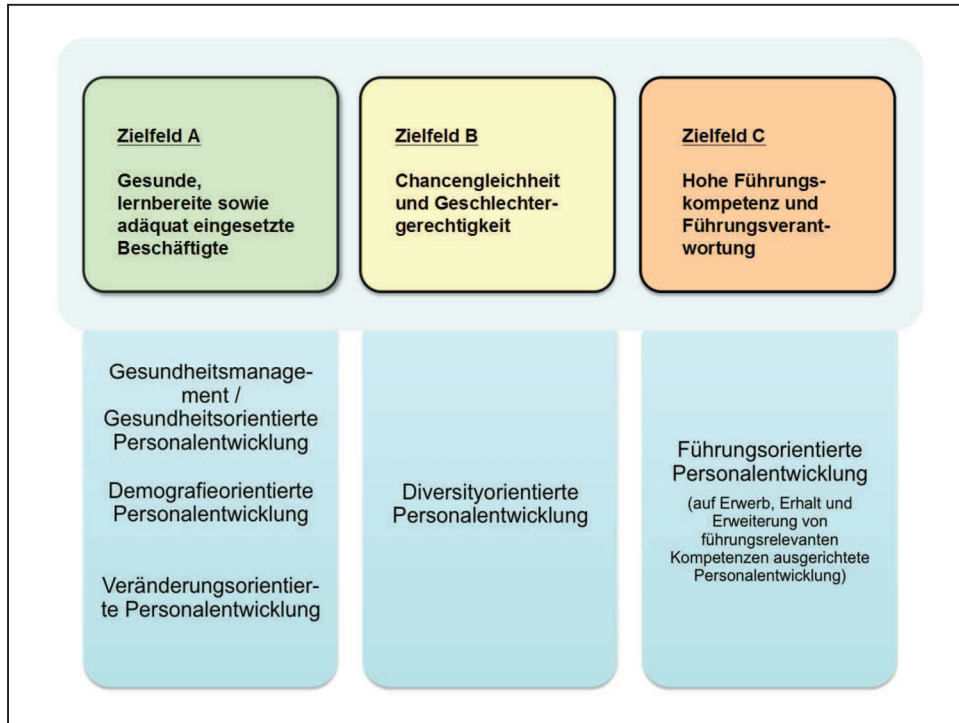 Zielfeld A
Gesunde,
lernbereite sowie
adäquat eingesetzte
Beschäftigte
Zielfeld B
Chancengleichheit
und Geschlechter-
gerechtigkeit
Zielfeld C
Hohe Führungs-
kompetenz und
Führungsverant-
wortung
Gesundheitsmanage-
ment /
Gesundheitsorientierte
Personalentwicklung
Demografieorientierte
Personalentwicklung
Veränderungsorientier-
te Personalentwicklung
Diversityorientierte
Personalentwicklung
Führungsorientierte
Personalentwicklung
(auf Erwerb, Erhalt und
Erweiterung von
führungsrelevanten
Kompetenzen ausgerichtete
Personalentwicklung)